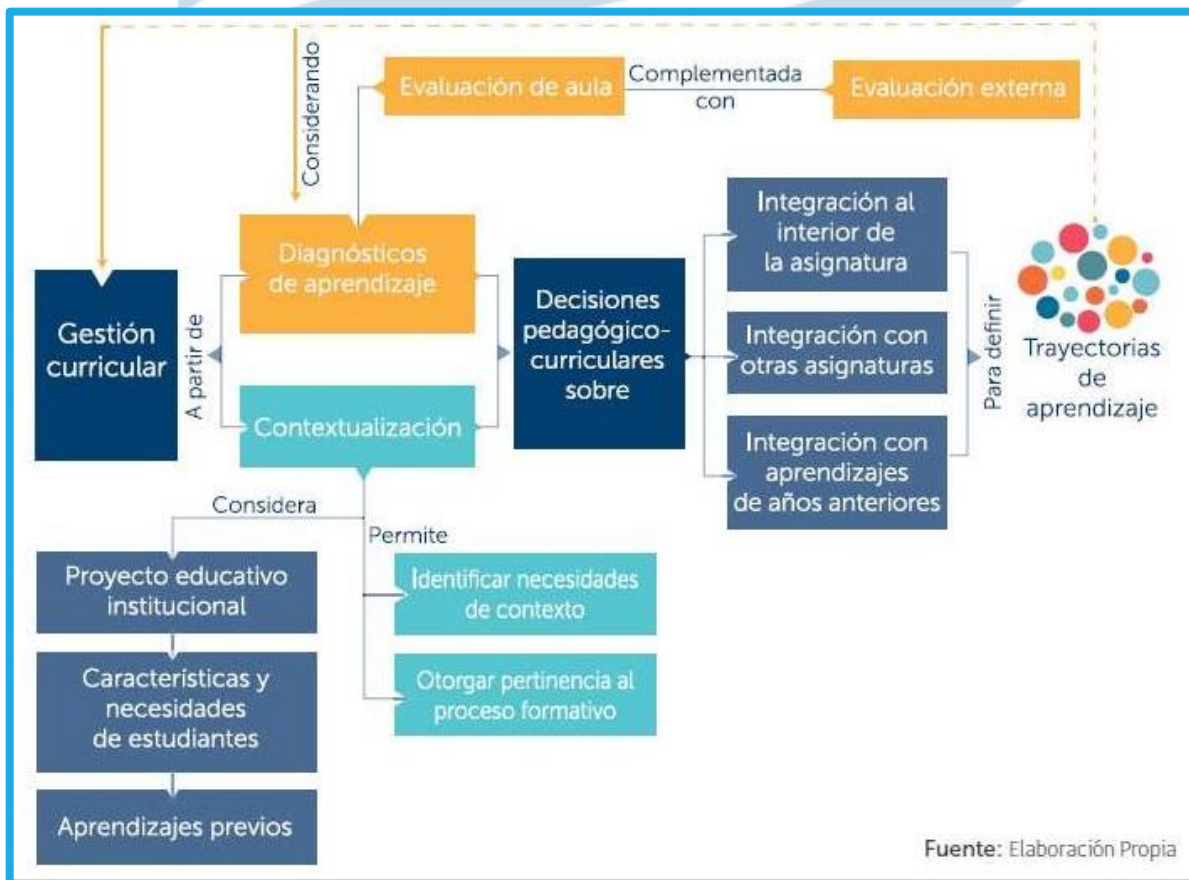 Considerando
Evaluación de aula
Complementada
con
Evaluación externa
Gestión
curricular
A partir de
Diagnósticos
de aprendizaje
Contextualización
Decisiones
pedagógico-
curriculares
sobre
Integración al
interior de
la asignatura
Integración con
otras asignaturas
Integración con
aprendizajes
de años anteriores
Para definir
Trayectorias
de
aprendizaje
Considera
Permite
Proyecto educativo
institucional
Características y
necesidades
de estudiantes
Aprendizajes previos
Identificar necesidades
de contexto
Otorgar pertinencia al
proceso formativo
Fuente: Elaboración Propia